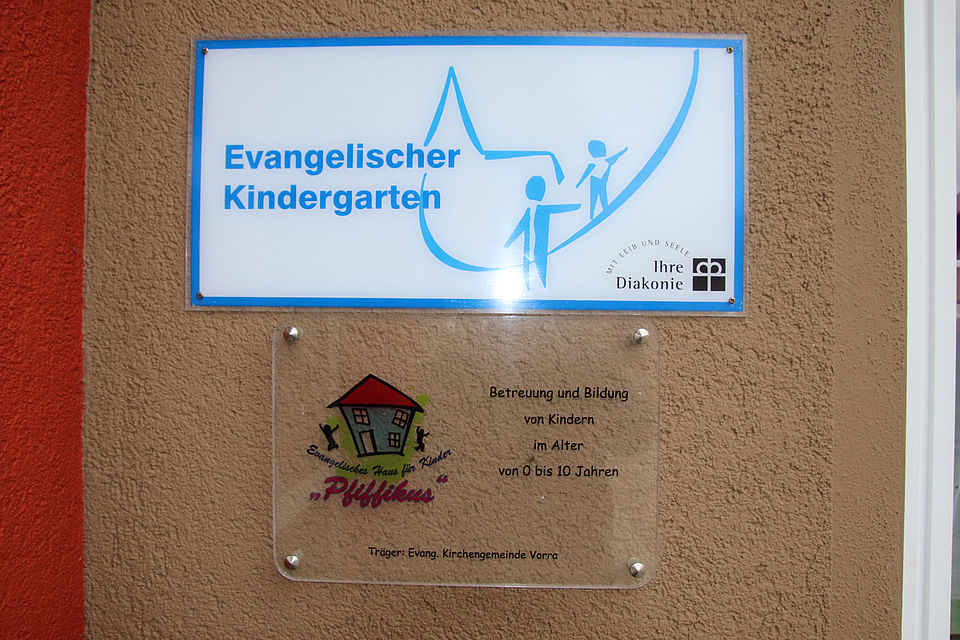 Evangelischer
Kindergarten
MIT LEIB UND SEELE
Ihre
Diakonie
Betreuung und Bildung
von Kindern
im Alter
von 0 bis 10 Jahren
Evangelisches Haus für Kinder
„Pfiffikus“
Träger: Evang. Kirchengemeinde Vorra